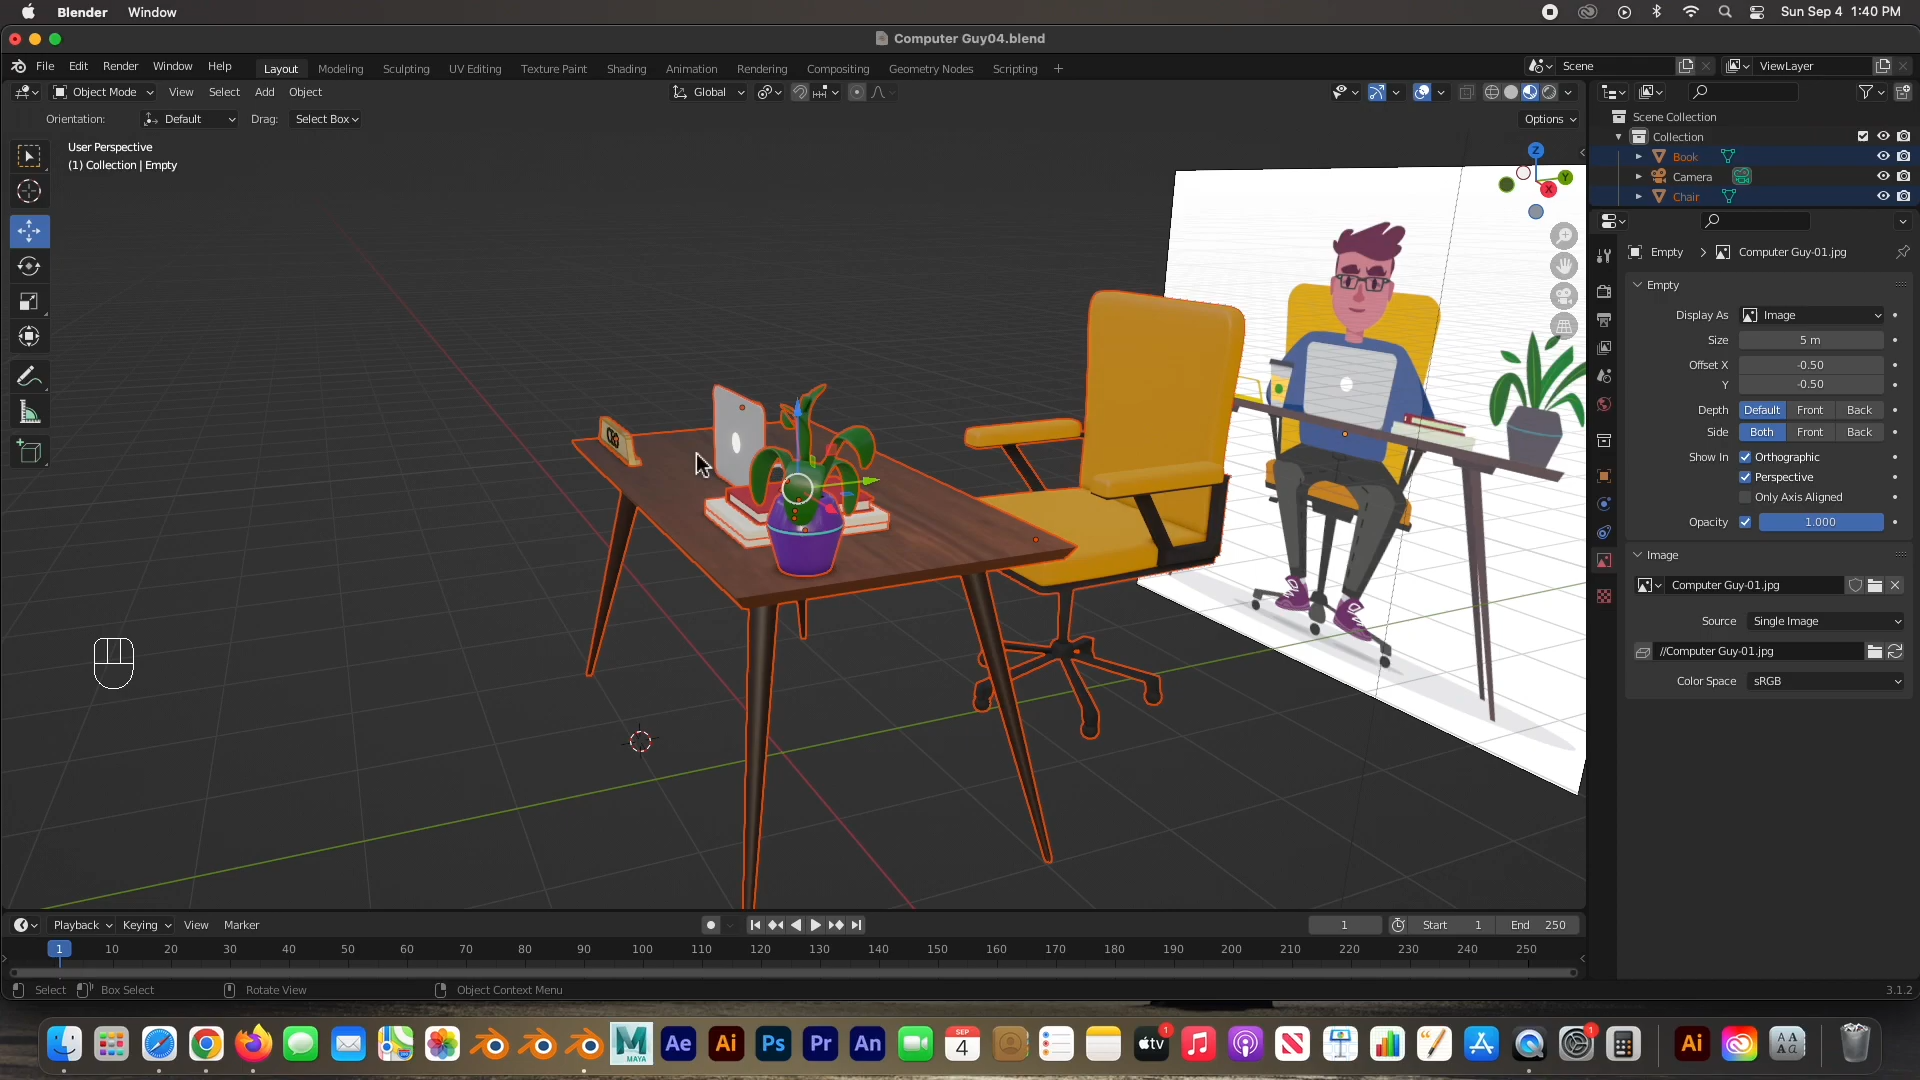 Blender Window
Sun Sep 4 1:40 PM
Computer Guy04.blend
File Edit Render Window Help
Layout Modeling Sculpting UV Editing Texture Paint Shading Animation Rendering Compositing Geometry Nodes Scripting +
Scene
ViewLayer
Object Mode View Select Add Object
Global
Orientation: Default Drag: Select Box
Options
User Perspective
(1) Collection | Empty
Z
Y
X
Scene Collection
Collection
Book
Camera
Chair
Empty > Computer Guy-01.jpg
Empty
Display As Image
Size 5 m
Offset X -0.50
Y -0.50
Depth Default Front Back
Side Both Front Back
Show In Orthographic
Perspective
Only Axis Aligned
Opacity 1.000
Image
Computer Guy-01.jpg
Source Single Image
//Computer Guy-01.jpg
Color Space sRGB
Playback Keying View Marker
1
Start 1
End 250
1 10 20 30 40 50 60 70 80 90 100 110 120 130 140 150 160 170 180 190 200 210 220 230 240 250
Select Box Select Rotate View Object Context Menu
3.1.2
MAYA
Ae
Ai
Ps
Pr
An
SEP
4
tv
1
1
Ai